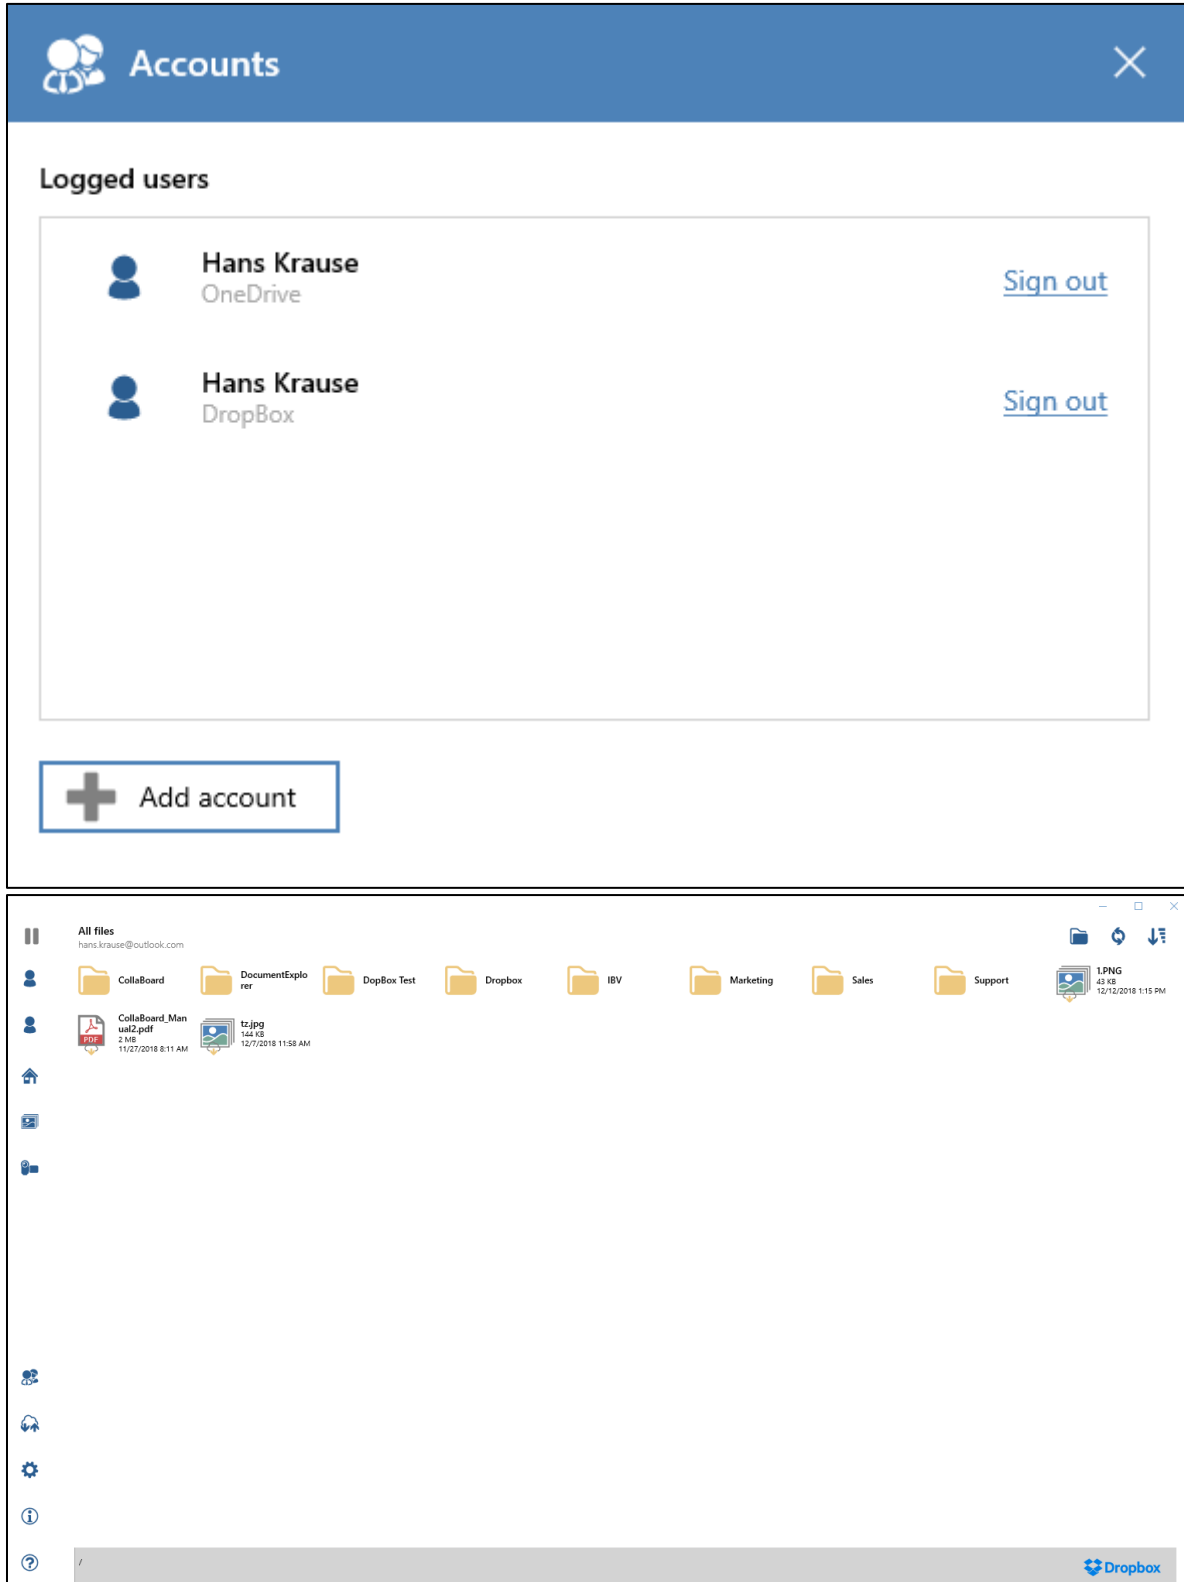 Accounts
Logged users
Hans Krause
OneDrive
Sign out
Hans Krause
DropBox
Sign out
Add account
All files
hans.krause@outlook.com
CollaBoard
DocumentExplo
rer
DopBox Test
Dropbox
IBV
Marketing
Sales
Support
1.PNG
43 KB
12/12/2018 1:15 PM
CollaBoard_Man
ual2.pdf
2 MB
11/27/2018 8:11 AM
PDF
tz.jpg
144 KB
12/7/2018 11:58 AM
/
Dropbox